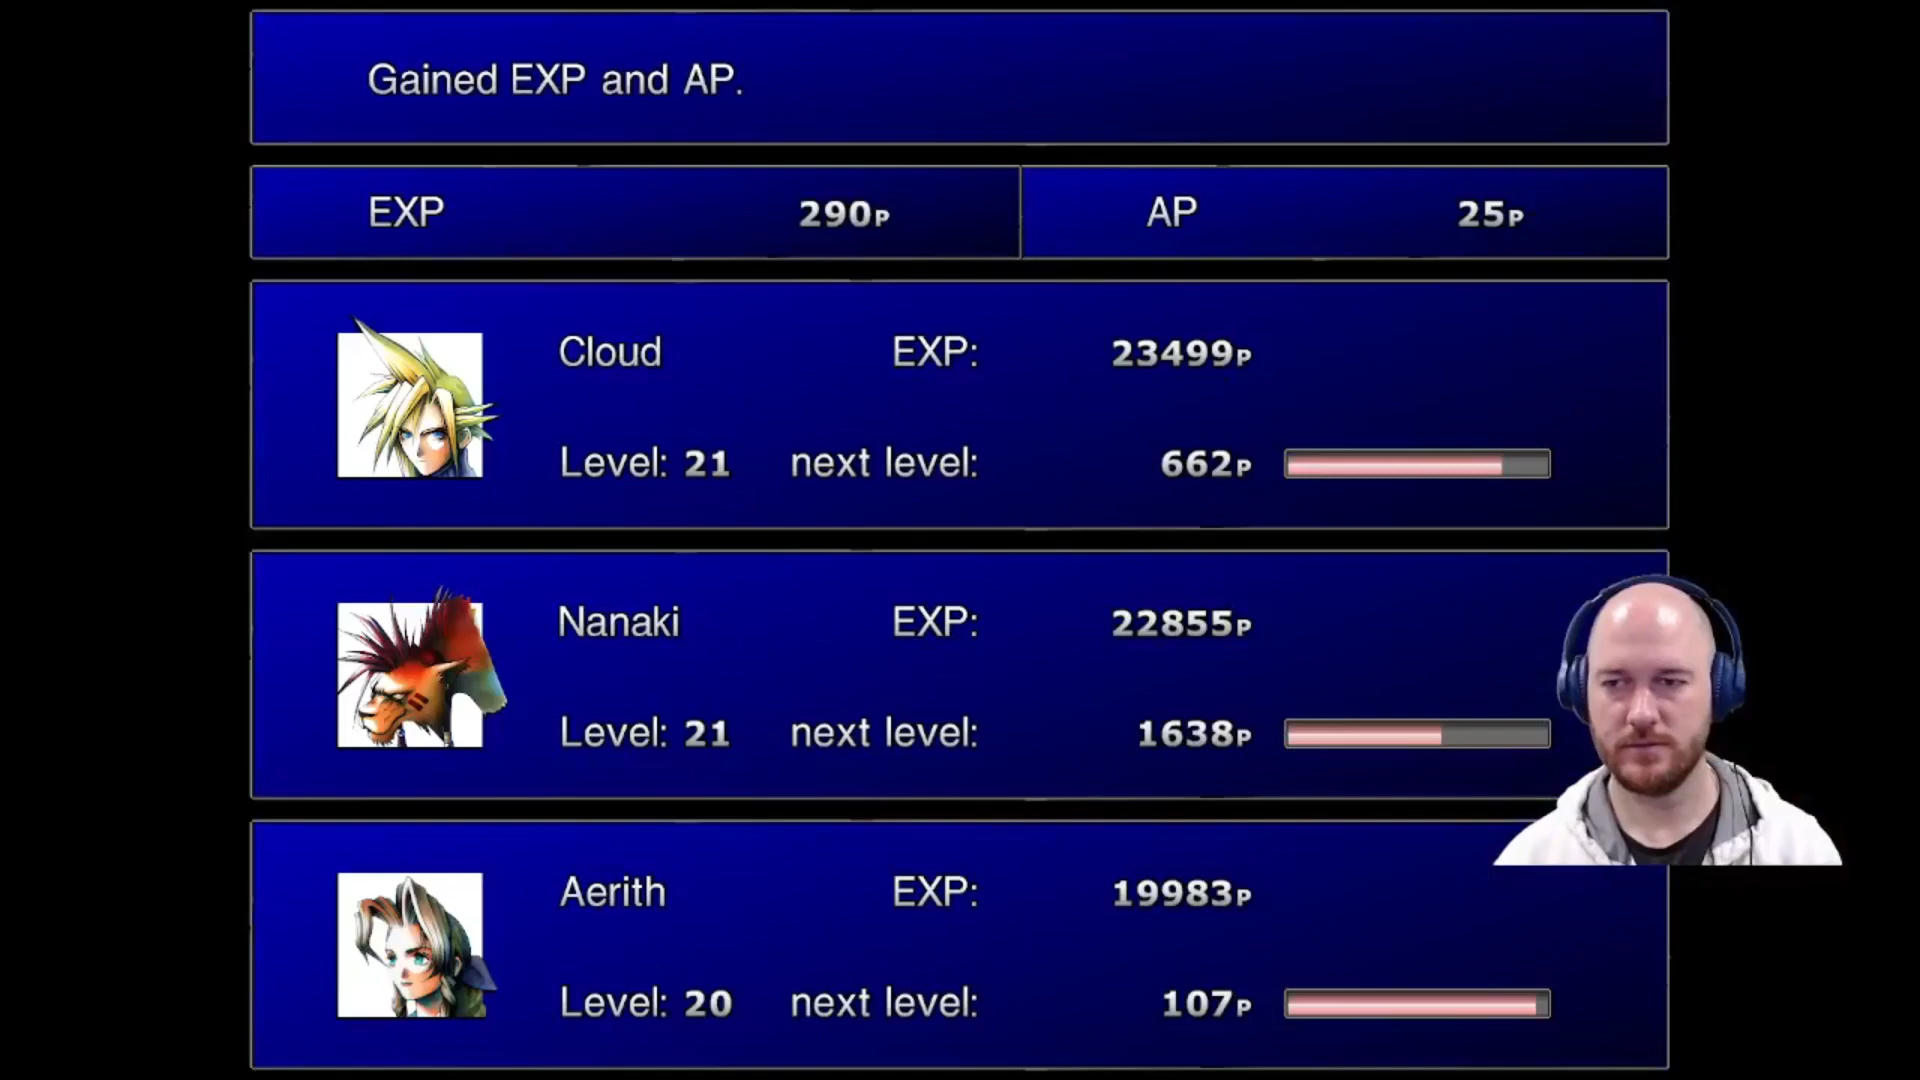 Gained EXP and AP.
EXP 290P AP 25P
Cloud EXP: 23499P
Level: 21 next level: 662P
Nanaki EXP: 22855P
Level: 21 next level: 1638P
Aerith EXP: 19983P
Level: 20 next level: 107P